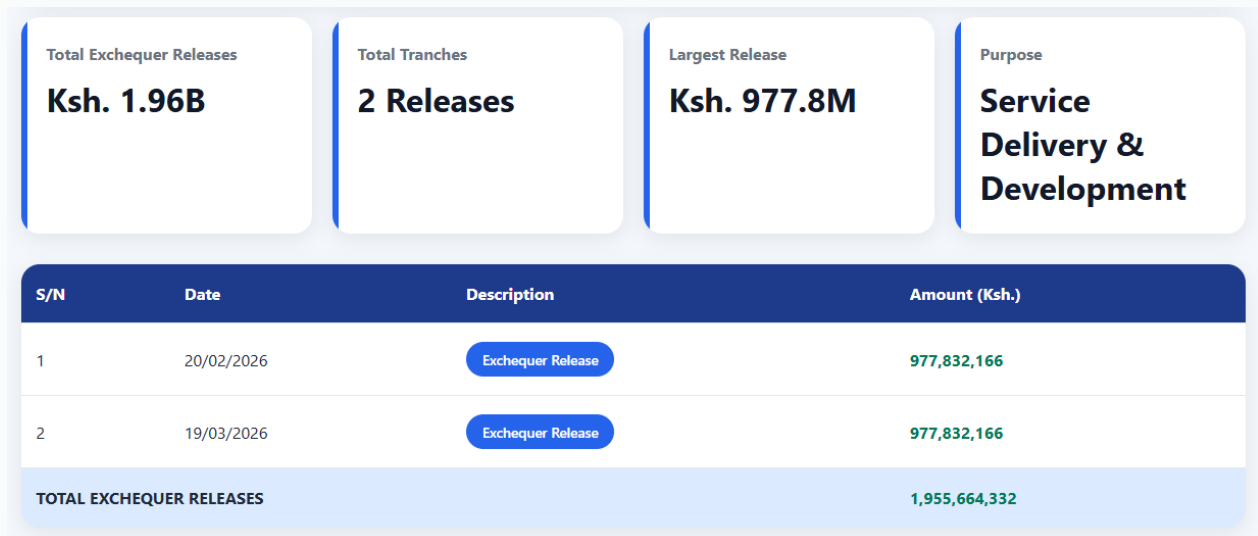 Total Exchequer Releases
Ksh. 1.96B
Total Tranches
2 Releases
Largest Release
Ksh. 977.8M
Purpose
Service
Delivery &
Development
S/N Date Description Amount (Ksh.)
1 20/02/2026 Exchequer Release 977,832,166
2 19/03/2026 Exchequer Release 977,832,166
TOTAL EXCHEQUER RELEASES 1,955,664,332